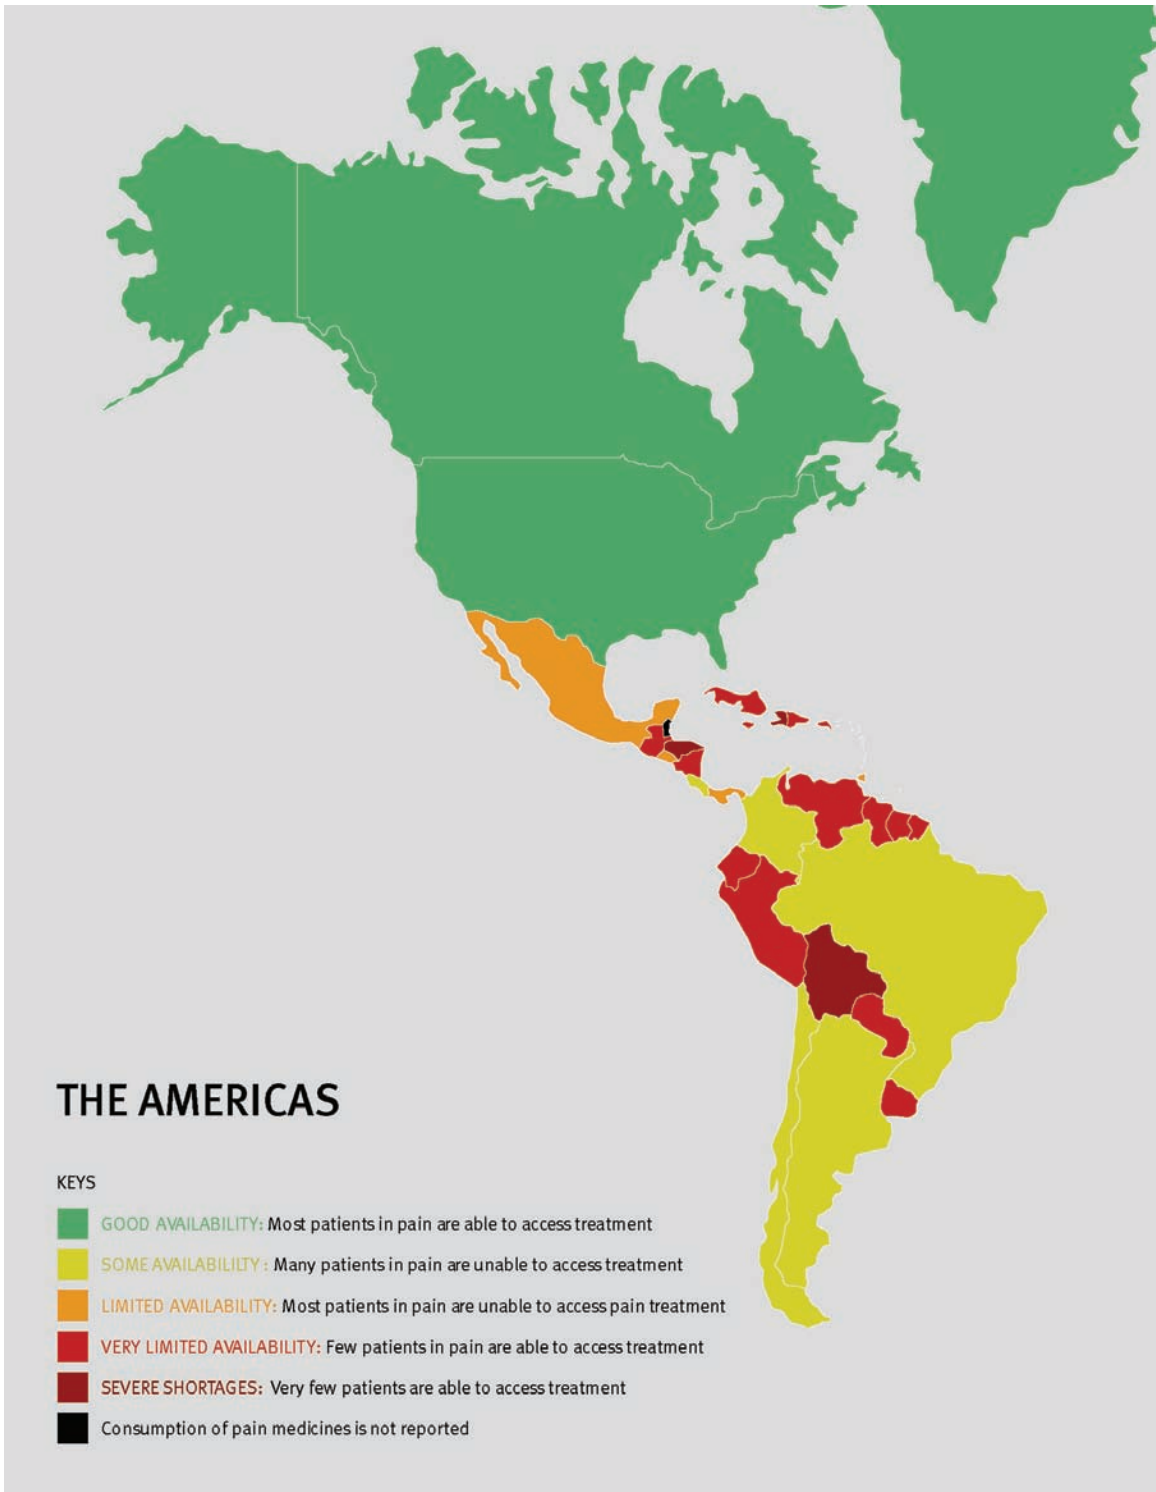 THE AMERICAS
KEYS
GOOD AVAILABILITY: Most patients in pain are able to access treatment
SOME AVAILABILILTY : Many patients in pain are unable to access treatment
LIMITED AVAILABILITY: Most patients in pain are unable to access pain treatment
VERY LIMITED AVAILABILITY: Few patients in pain are able to access treatment
SEVERE SHORTAGES: Very few patients are able to access treatment
Consumption of pain medicines is not reported